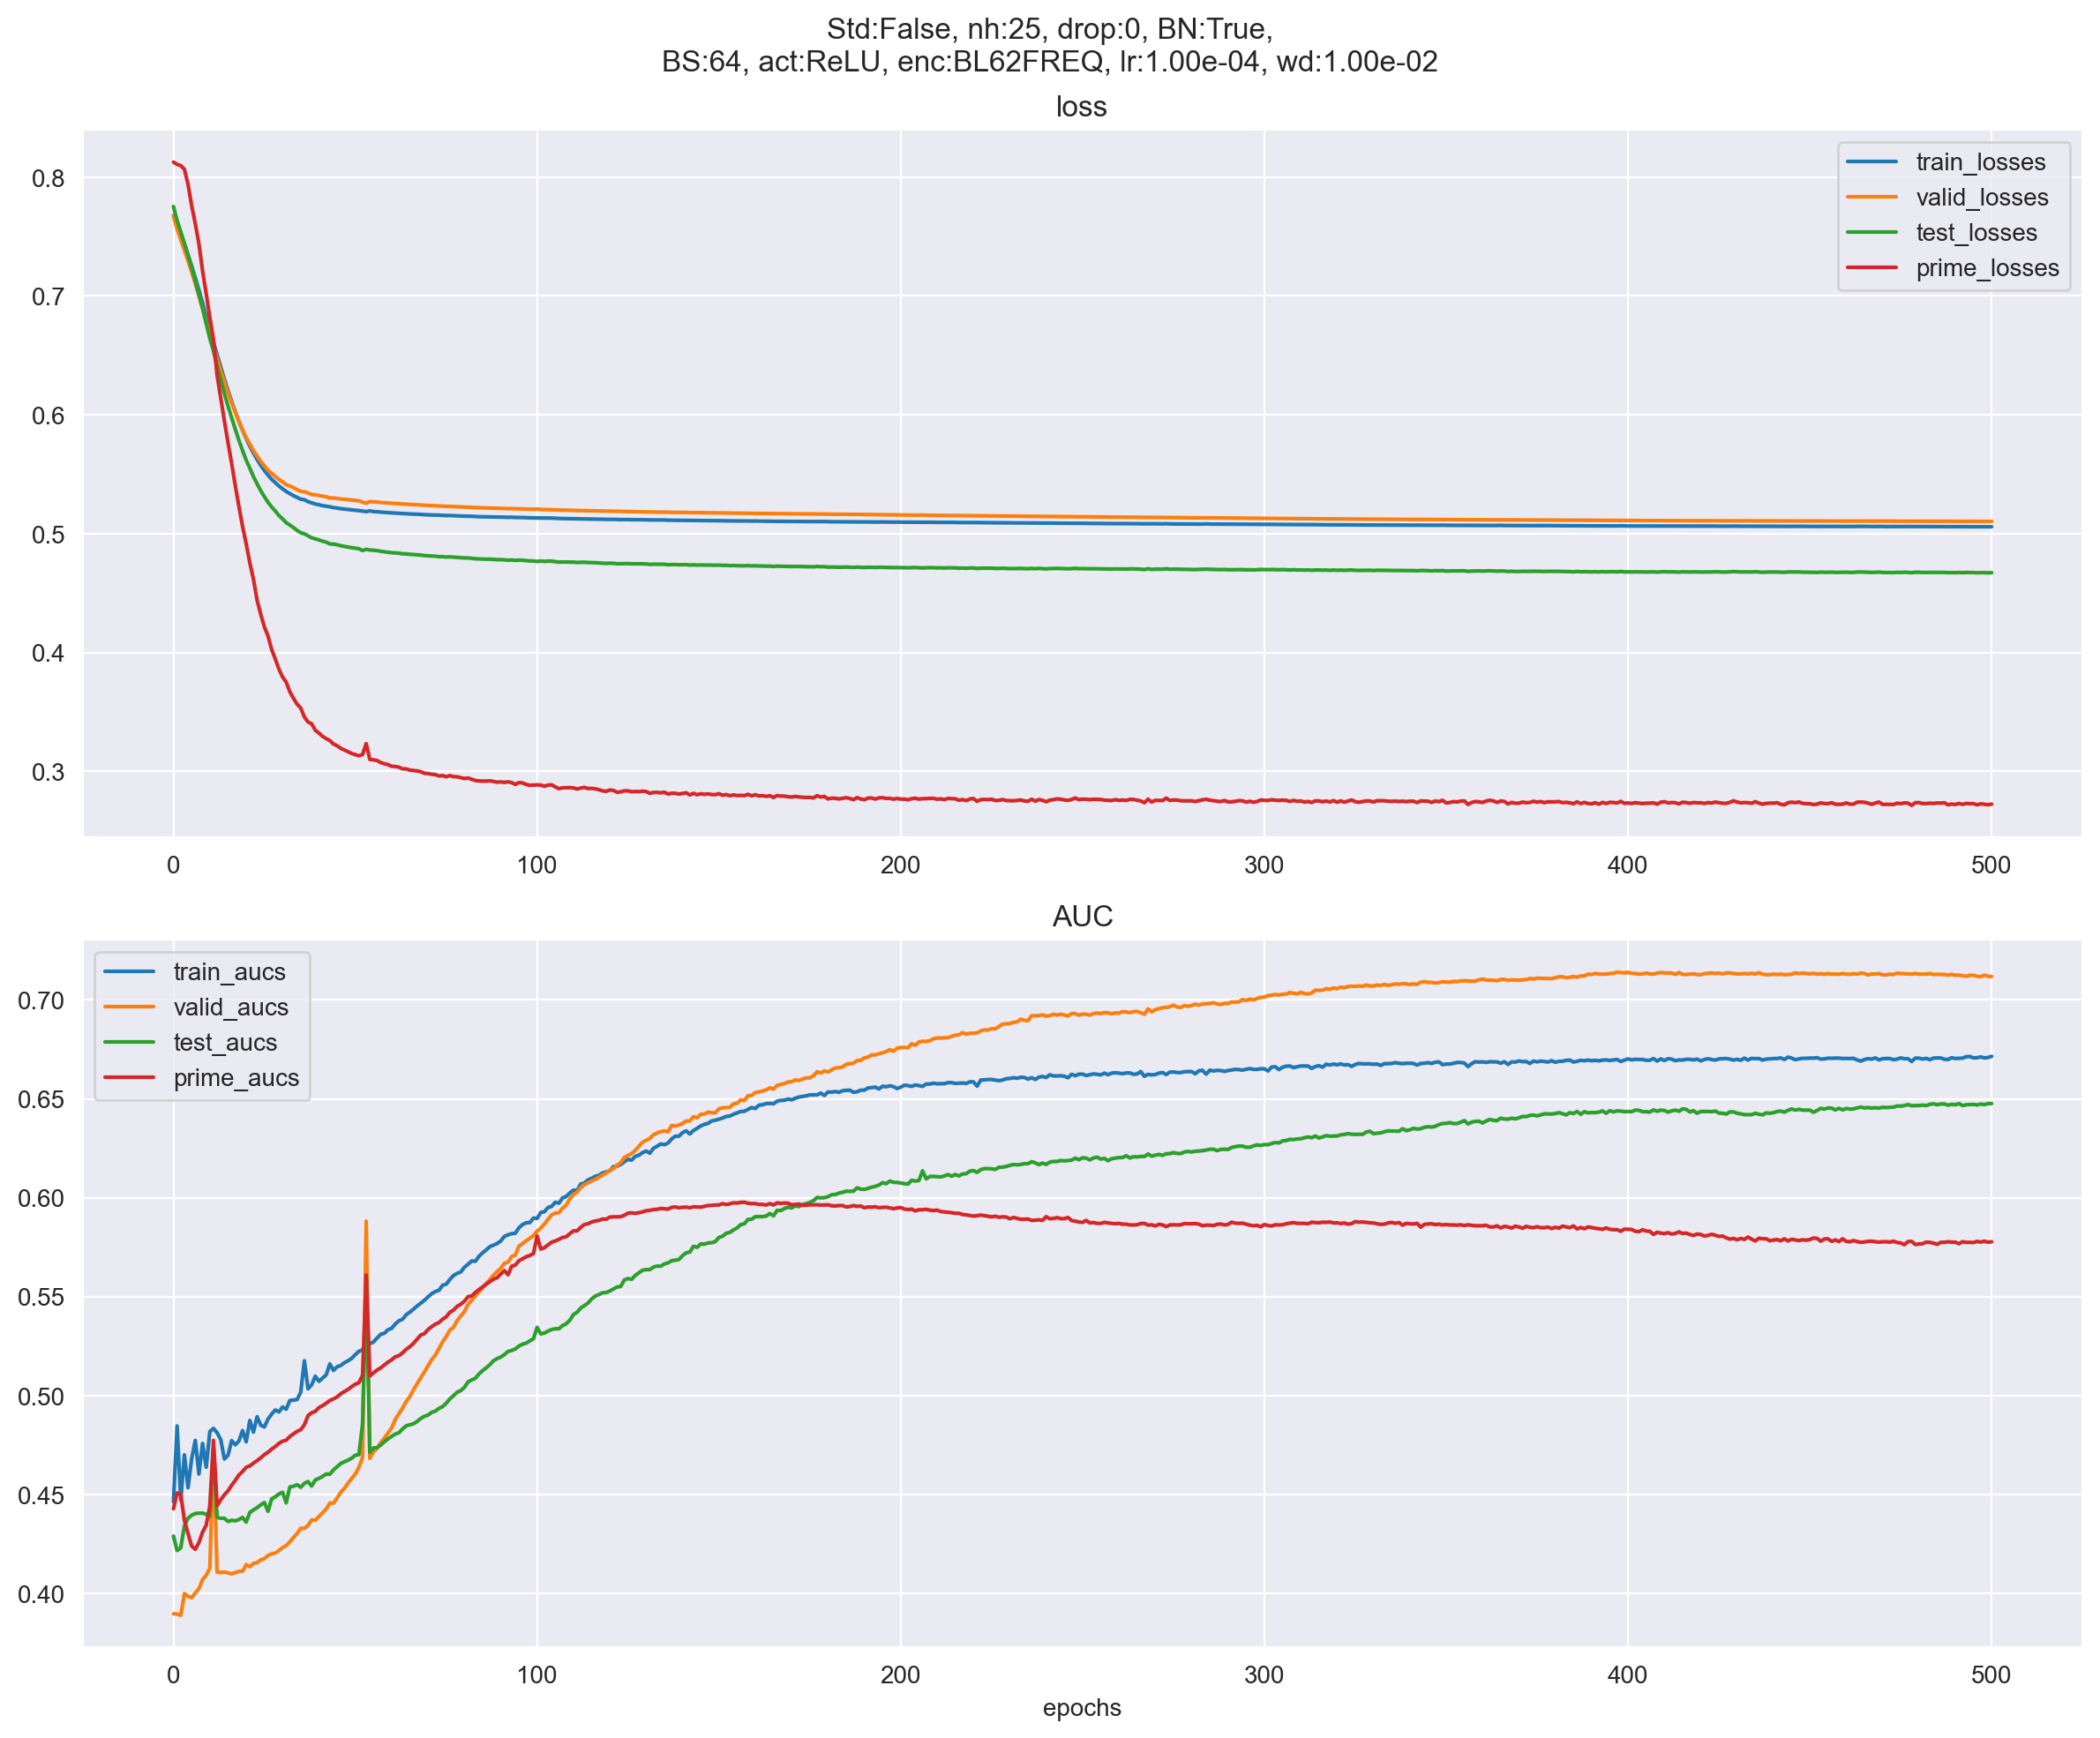 Std:False, nh:25, drop:0, BN:True,
BS:64, act:ReLU, enc:BL62FREQ, lr:1.00e-04, wd:1.00e-02
loss
train_losses
valid_losses
test_losses
prime_losses
0.8
0.7
0.6
0.5
0.4
0.3
0 100 200 300 400 500
AUC
train_aucs
valid_aucs
test_aucs
prime_aucs
0.70
0.65
0.60
0.55
0.50
0.45
0.40
0 100 200 300 400 500
epochs